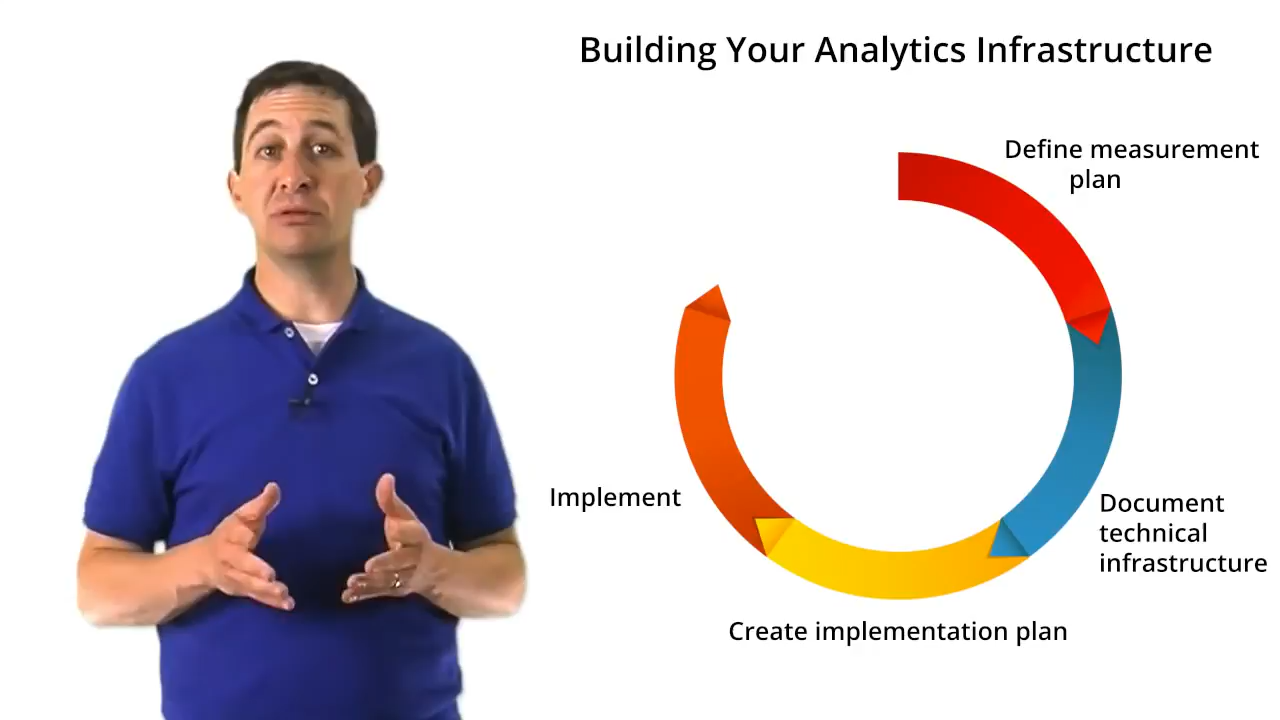 Building Your Analytics Infrastructure
Define measurement
plan
Document
technical
infrastructure
Create implementation plan
Implement